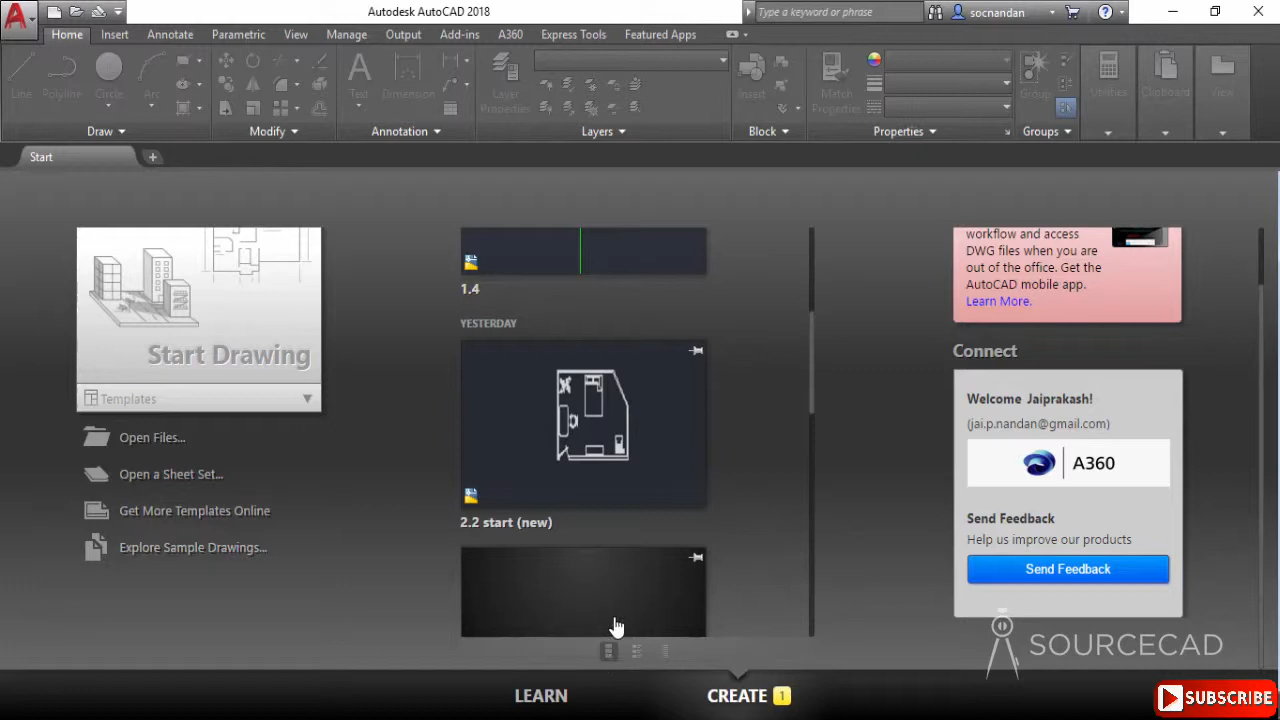 Autodesk AutoCAD 2018
Type a keyword or phrase
socnandan
Home
Insert
Annotate
Parametric
View
Manage
Output
Add-ins
A360
Express Tools
Featured Apps
Line
Polyline
Circle
Arc
Text
Dimension
Layer
Properties
Insert
Match
Properties
Group
Utilities
Clipboard
View
Draw
Modify
Annotation
Layers
Block
Properties
Groups
Start
Start Drawing
Templates
Open Files...
Open a Sheet Set...
Get More Templates Online
Explore Sample Drawings...
1.4
YESTERDAY
2.2 start (new)
workflow and access
DWG files when you are
out of the office. Get the
AutoCAD mobile app.
Learn More.
Connect
Welcome Jaiprakash!
(jai.p.nandan@gmail.com)
A360
Send Feedback
Help us improve our products
Send Feedback
SOURCECAD
LEARN
CREATE 1
SUBSCRIBE